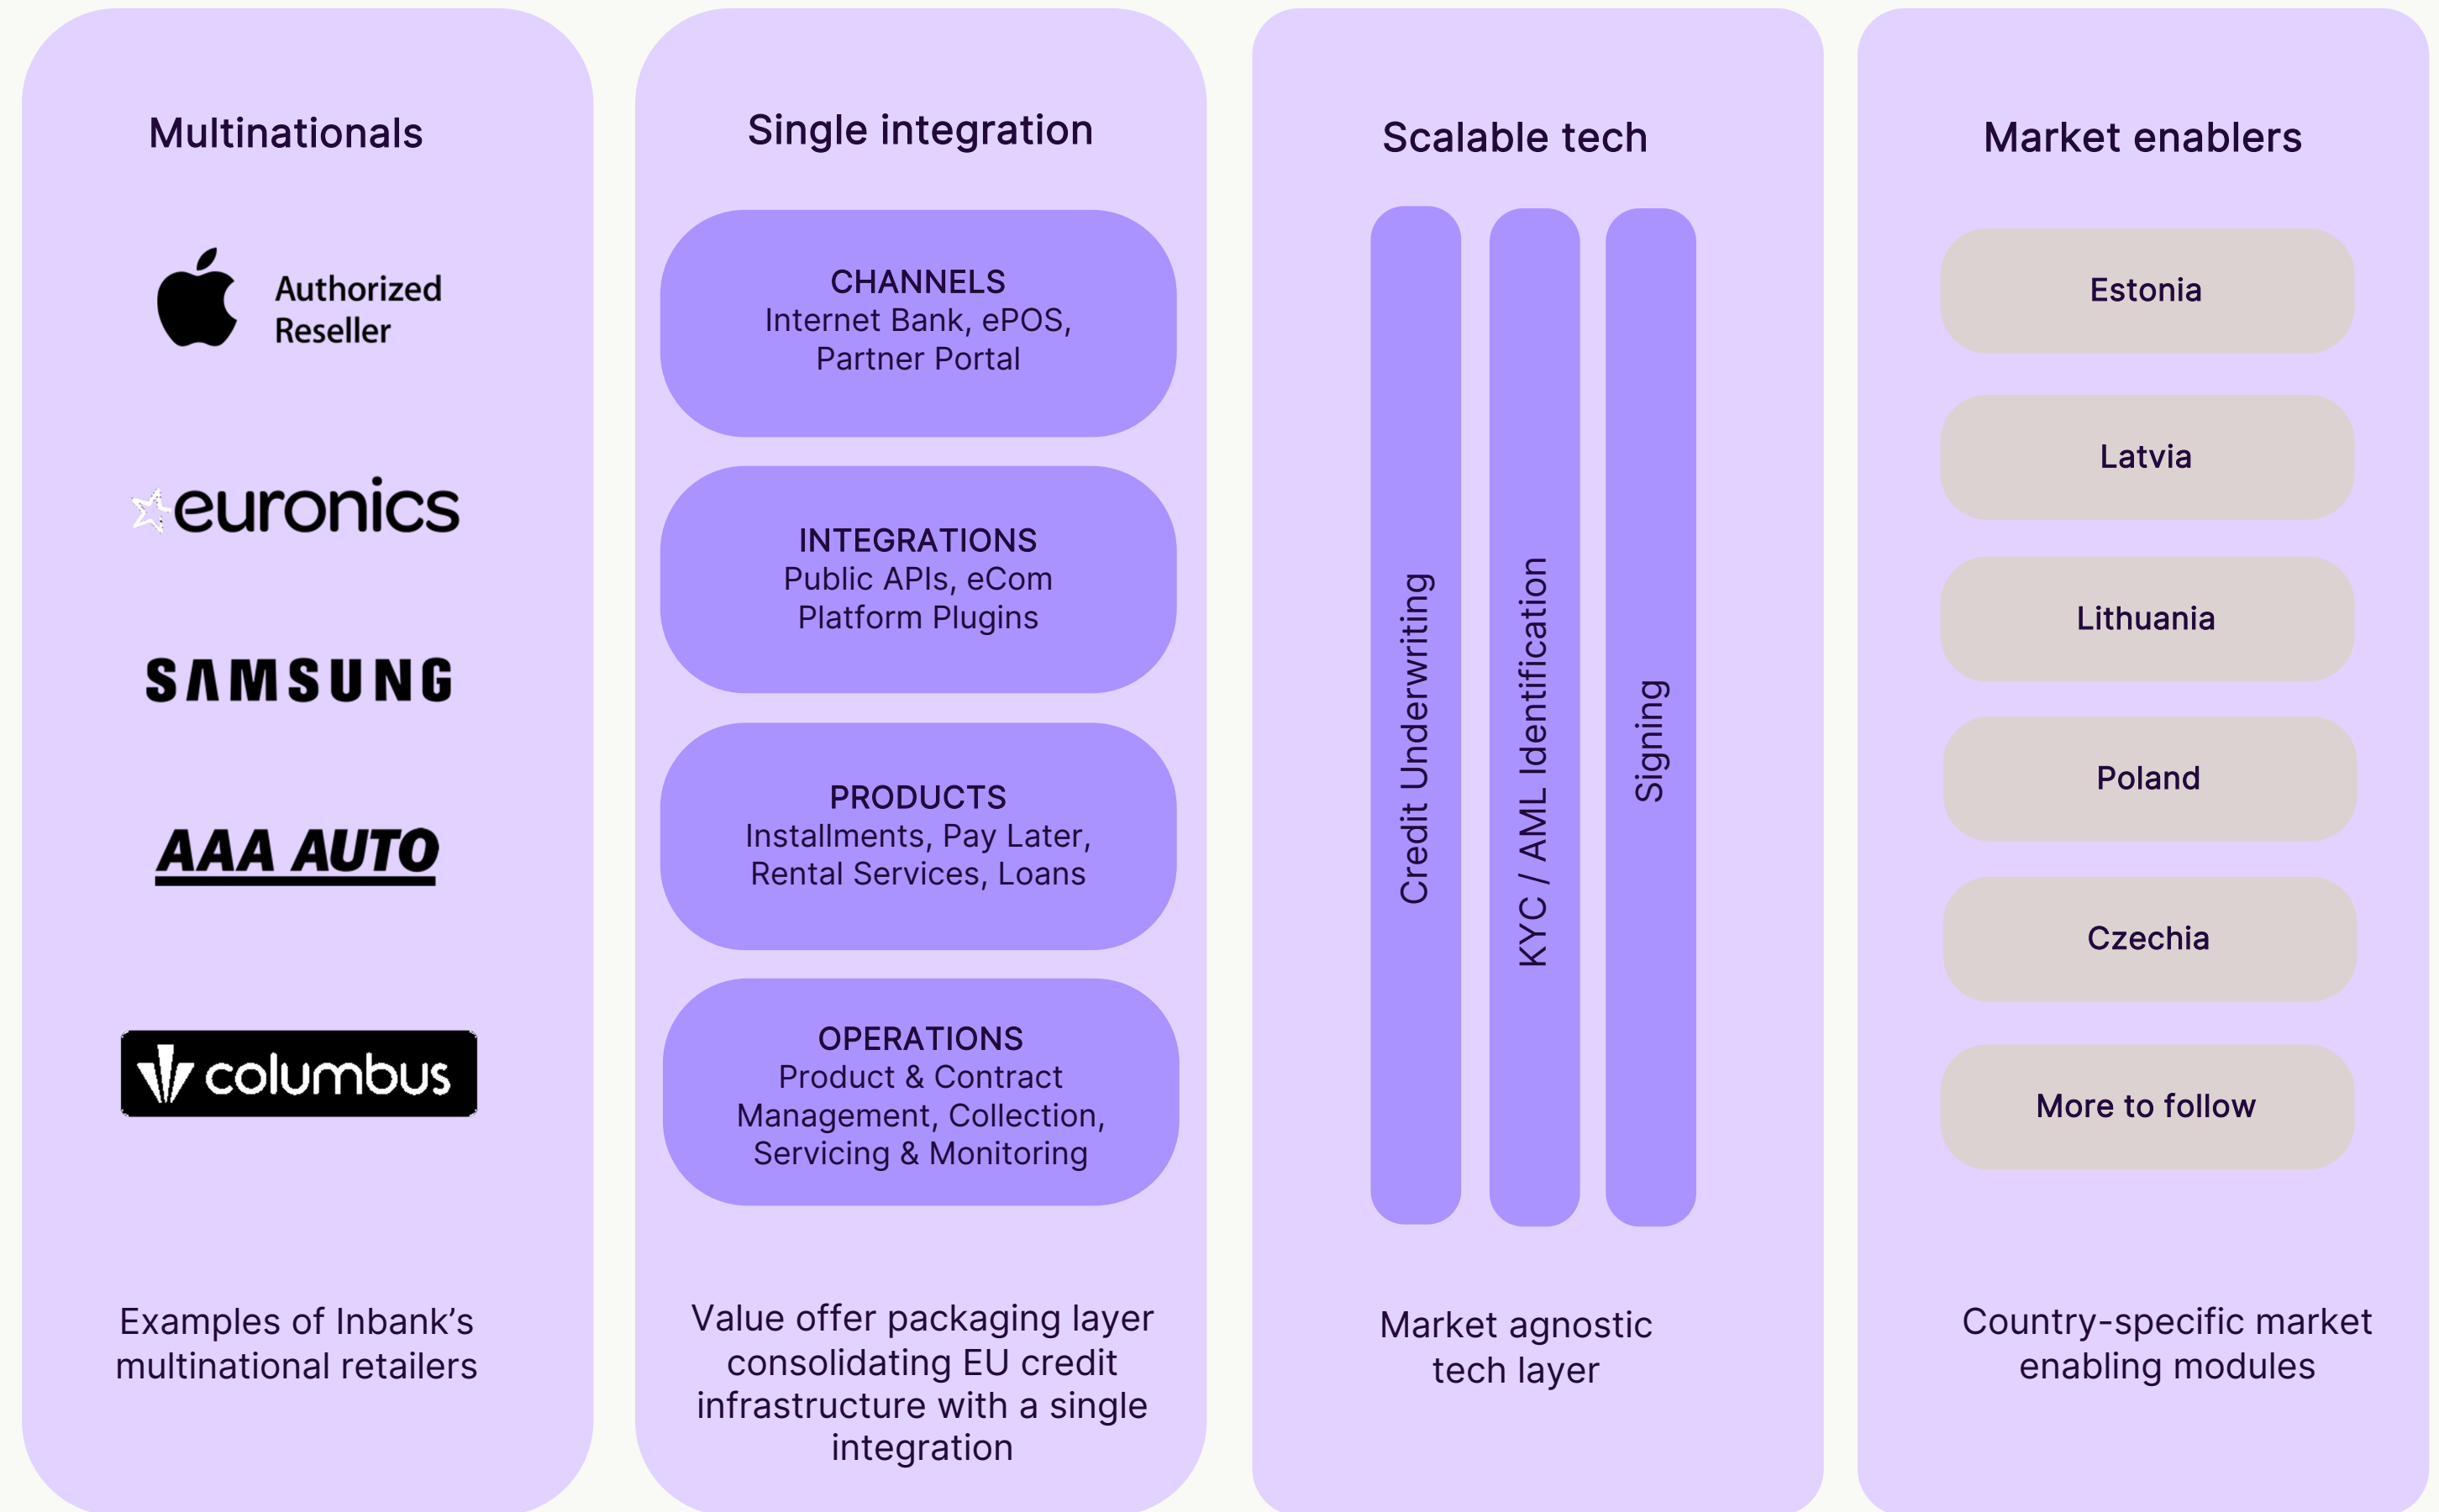 Multinationals
Authorized
Reseller
euronics
SAMSUNG
AAA AUTO
columbus
Examples of Inbank’s
multinational retailers
Single integration
CHANNELS
Internet Bank, ePOS,
Partner Portal
INTEGRATIONS
Public APIs, eCom
Platform Plugins
PRODUCTS
Installments, Pay Later,
Rental Services, Loans
OPERATIONS
Product & Contract
Management, Collection,
Servicing & Monitoring
Value offer packaging layer
consolidating EU credit
infrastructure with a single
integration
Scalable tech
Credit Underwriting
KYC / AML Identification
Signing
Market agnostic
tech layer
Market enablers
Estonia
Latvia
Lithuania
Poland
Czechia
More to follow
Country-specific market
enabling modules